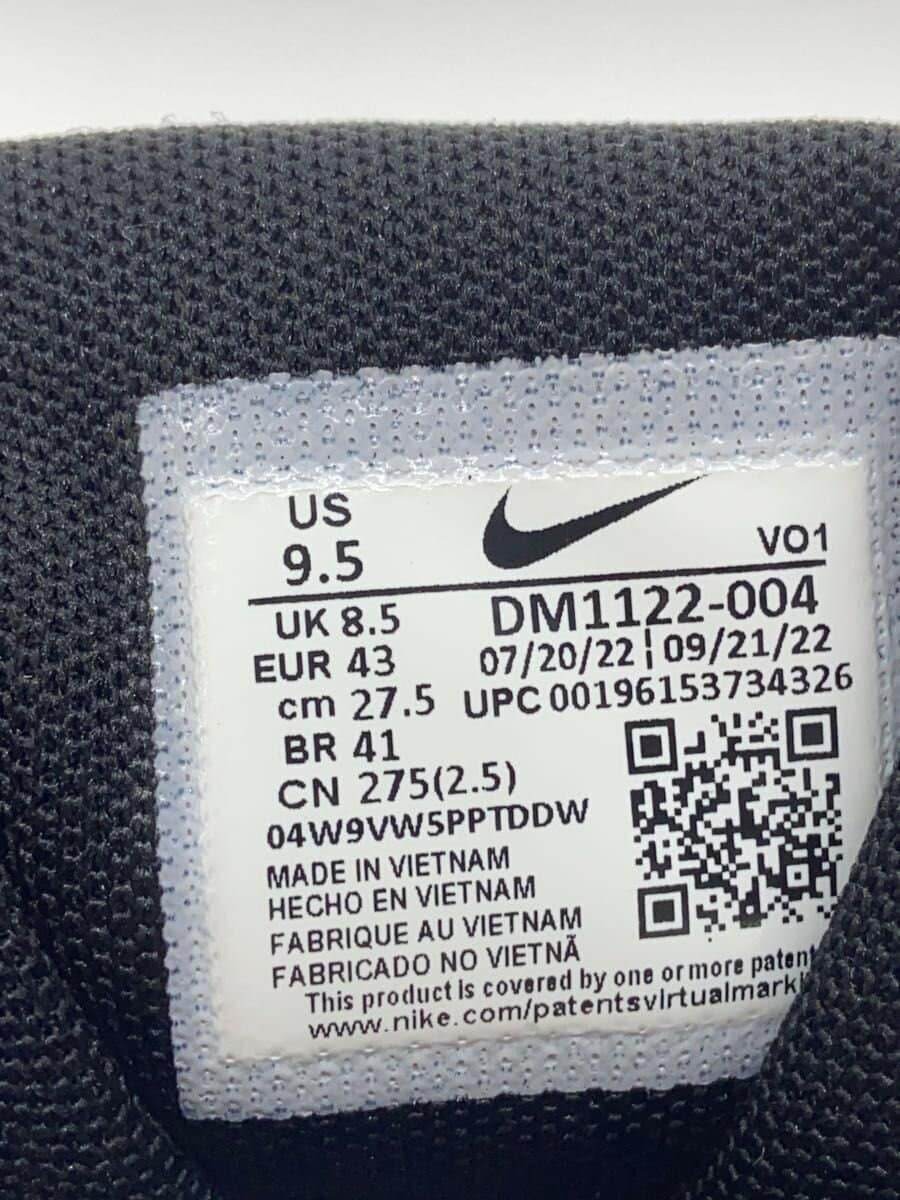 US
9.5
VO1
UK 8.5
EUR 43
cm 27.5
BR 41
CN 275(2.5)
DM1122-004
07/20/22 ¦ 09/21/22
UPC 00196153734326
04W9VW5PPTDDW
MADE IN VIETNAM
HECHO EN VIETNAM
FABRIQUE AU VIETNAM
FABRICADO NO VIETNÃ
This product is covered by one or more patent
www.nike.com/patentsvirtualmark